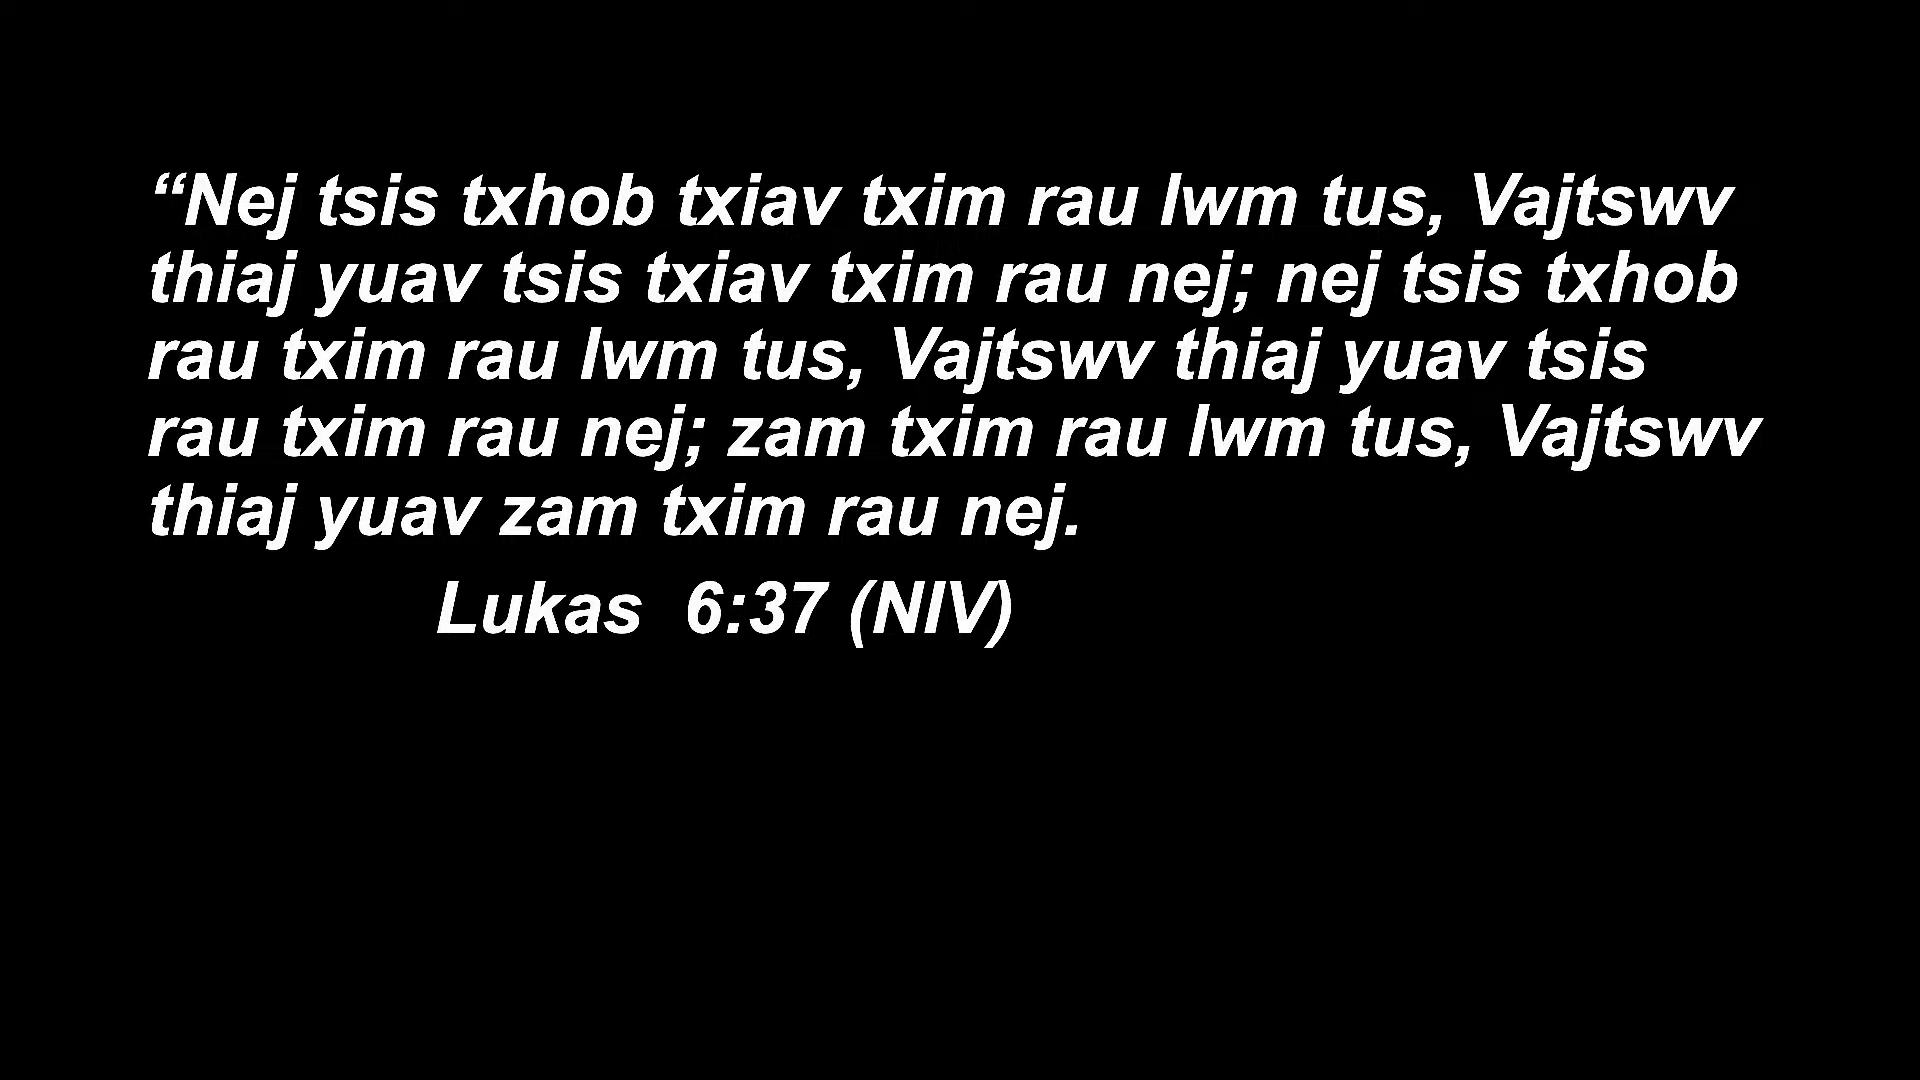 “Nej tsis txhob txiav txim rau lwm tus, Vajtswv
thiaj yuav tsis txiav txim rau nej; nej tsis txhob
rau txim rau lwm tus, Vajtswv thiaj yuav tsis
rau txim rau nej; zam txim rau lwm tus, Vajtswv
thiaj yuav zam txim rau nej.
Lukas 6:37 (NIV)